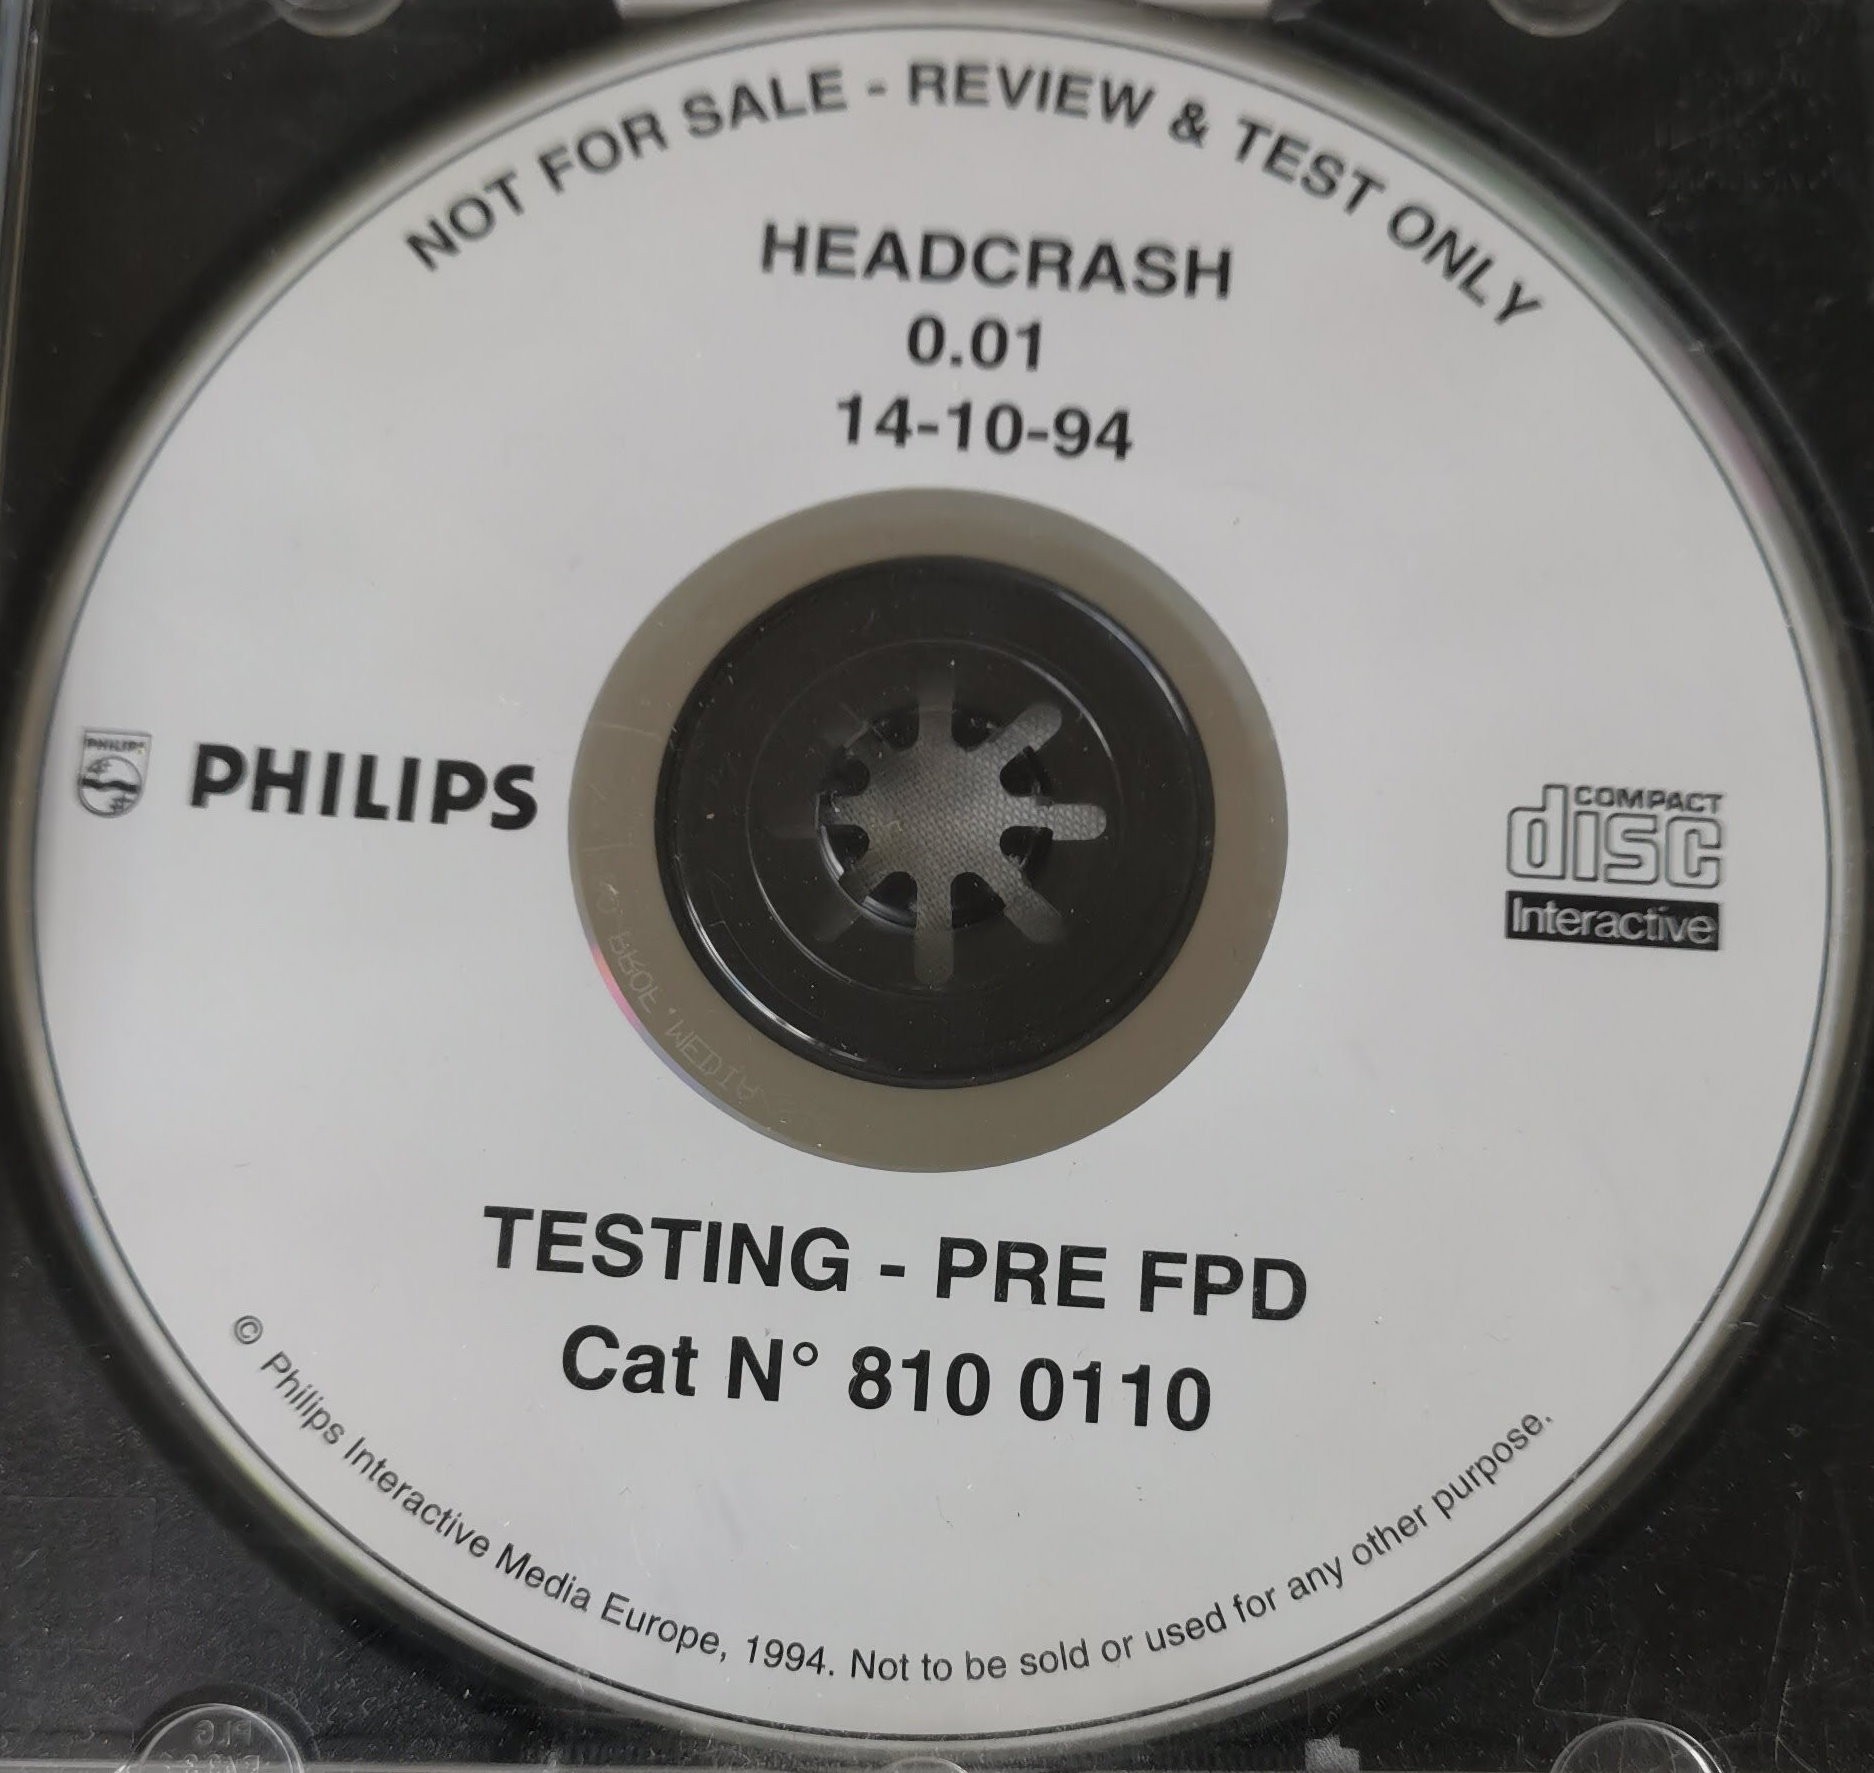 NOT FOR SALE - REVIEW & TEST ONLY
HEADCRASH
0.01
14-10-94
PHILIPS
PHILIPS
COMPACT
disc
Interactive
TESTING - PRE FPD
Cat N° 810 0110
© Philips Interactive Media Europe, 1994. Not to be sold or used for any other purpose.